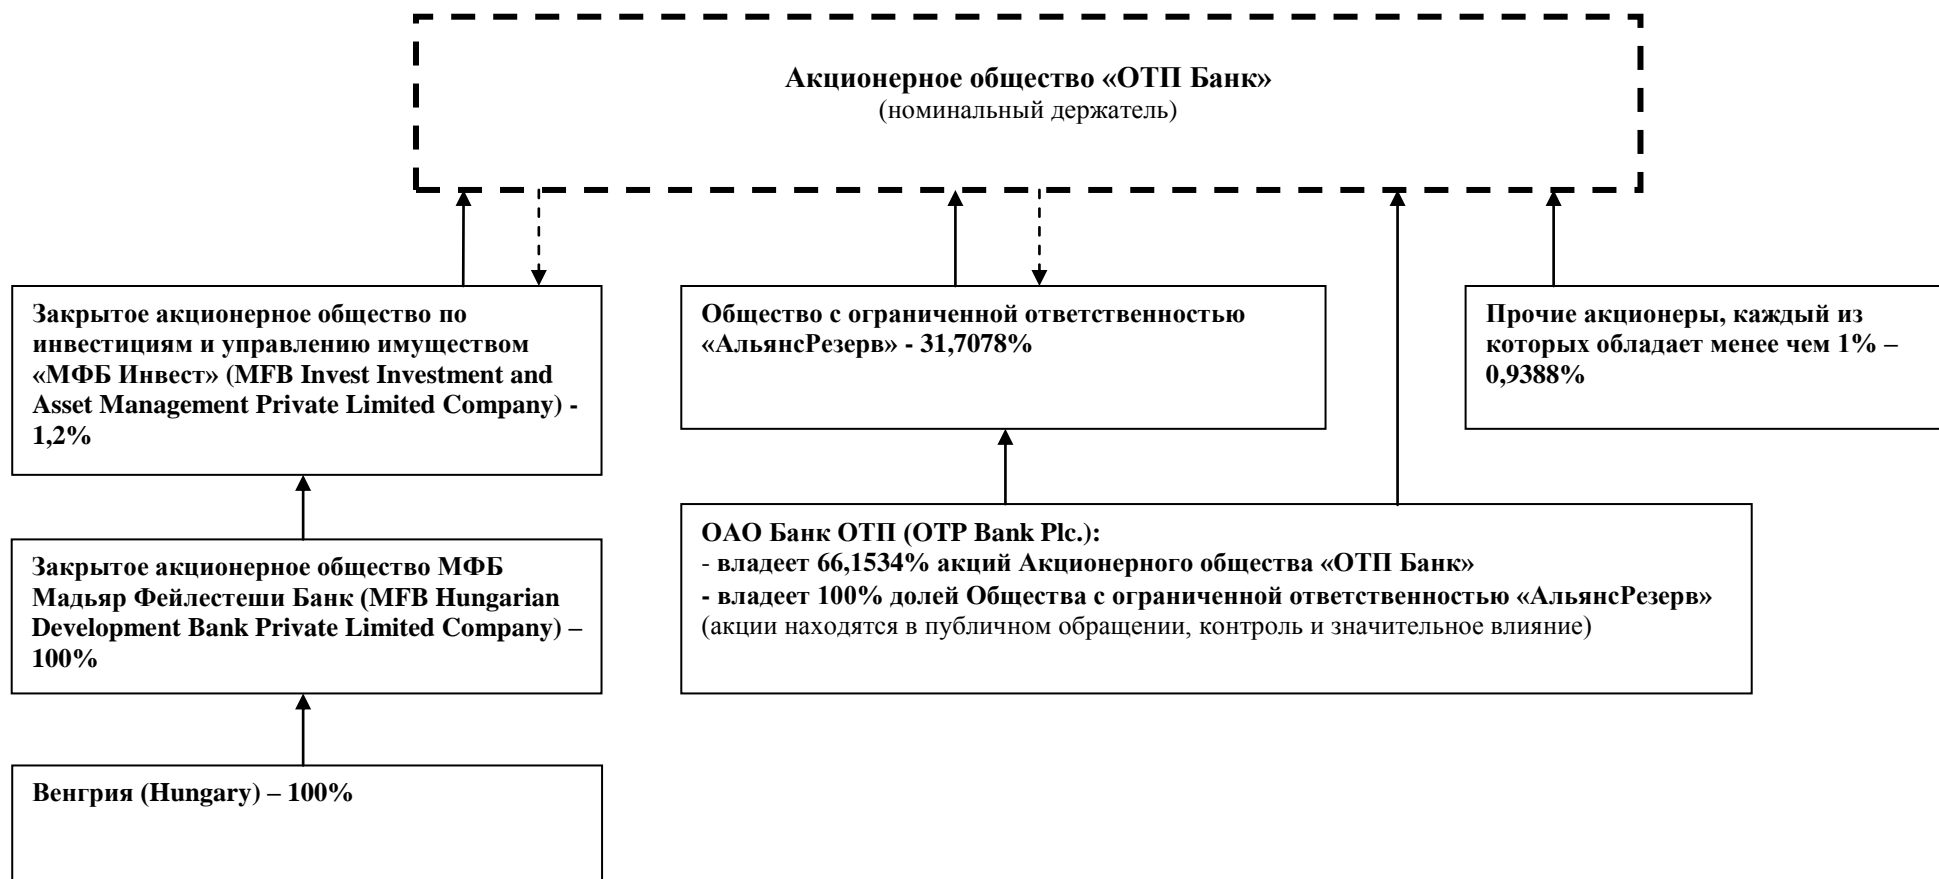 Акционерное общество «ОТП Банк»
(номинальный держатель)
Закрытое акционерное общество по
инвестициям и управлению имуществом
«МФБ Инвест» (MFB Invest Investment and
Asset Management Private Limited Company) -
1,2%
Общество с ограниченной ответственностью
«АльянсРезерв» - 31,7078%
Прочие акционеры, каждый из
которых обладает менее чем 1% –
0,9388%
Закрытое акционерное общество МФБ
Мадьяр Фейлестеши Банк (MFB Hungarian
Development Bank Private Limited Company) –
100%
ОАО Банк ОТП (OTP Bank Plc.):
- владеет 66,1534% акций Акционерного общества «ОТП Банк»
- владеет 100% долей Общества с ограниченной ответственностью «АльянсРезерв»
(акции находятся в публичном обращении, контроль и значительное влияние)
Венгрия (Hungary) – 100%